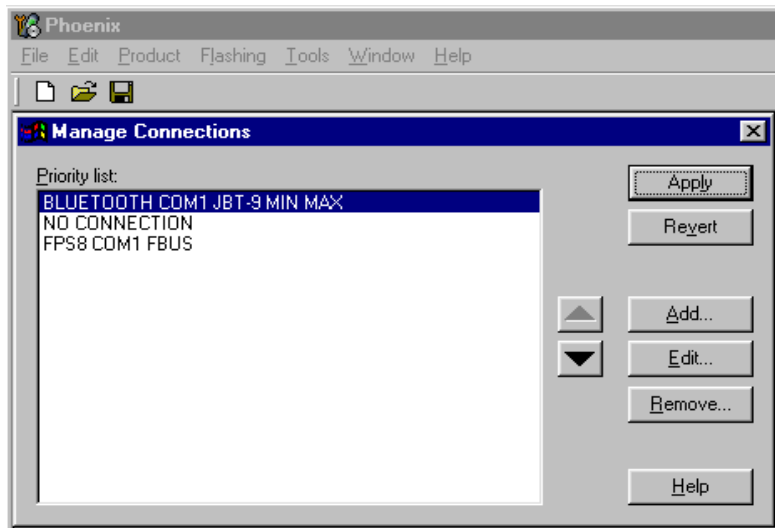 Phoenix
File Edit Product Flashing Tools Window Help
Manage Connections
Priority list:
BLUETOOTH COM1 JBT-9 MIN MAX
NO CONNECTION
FPS8 COM1 FBUS
Apply
Revert
Add...
Edit...
Remove...
Help